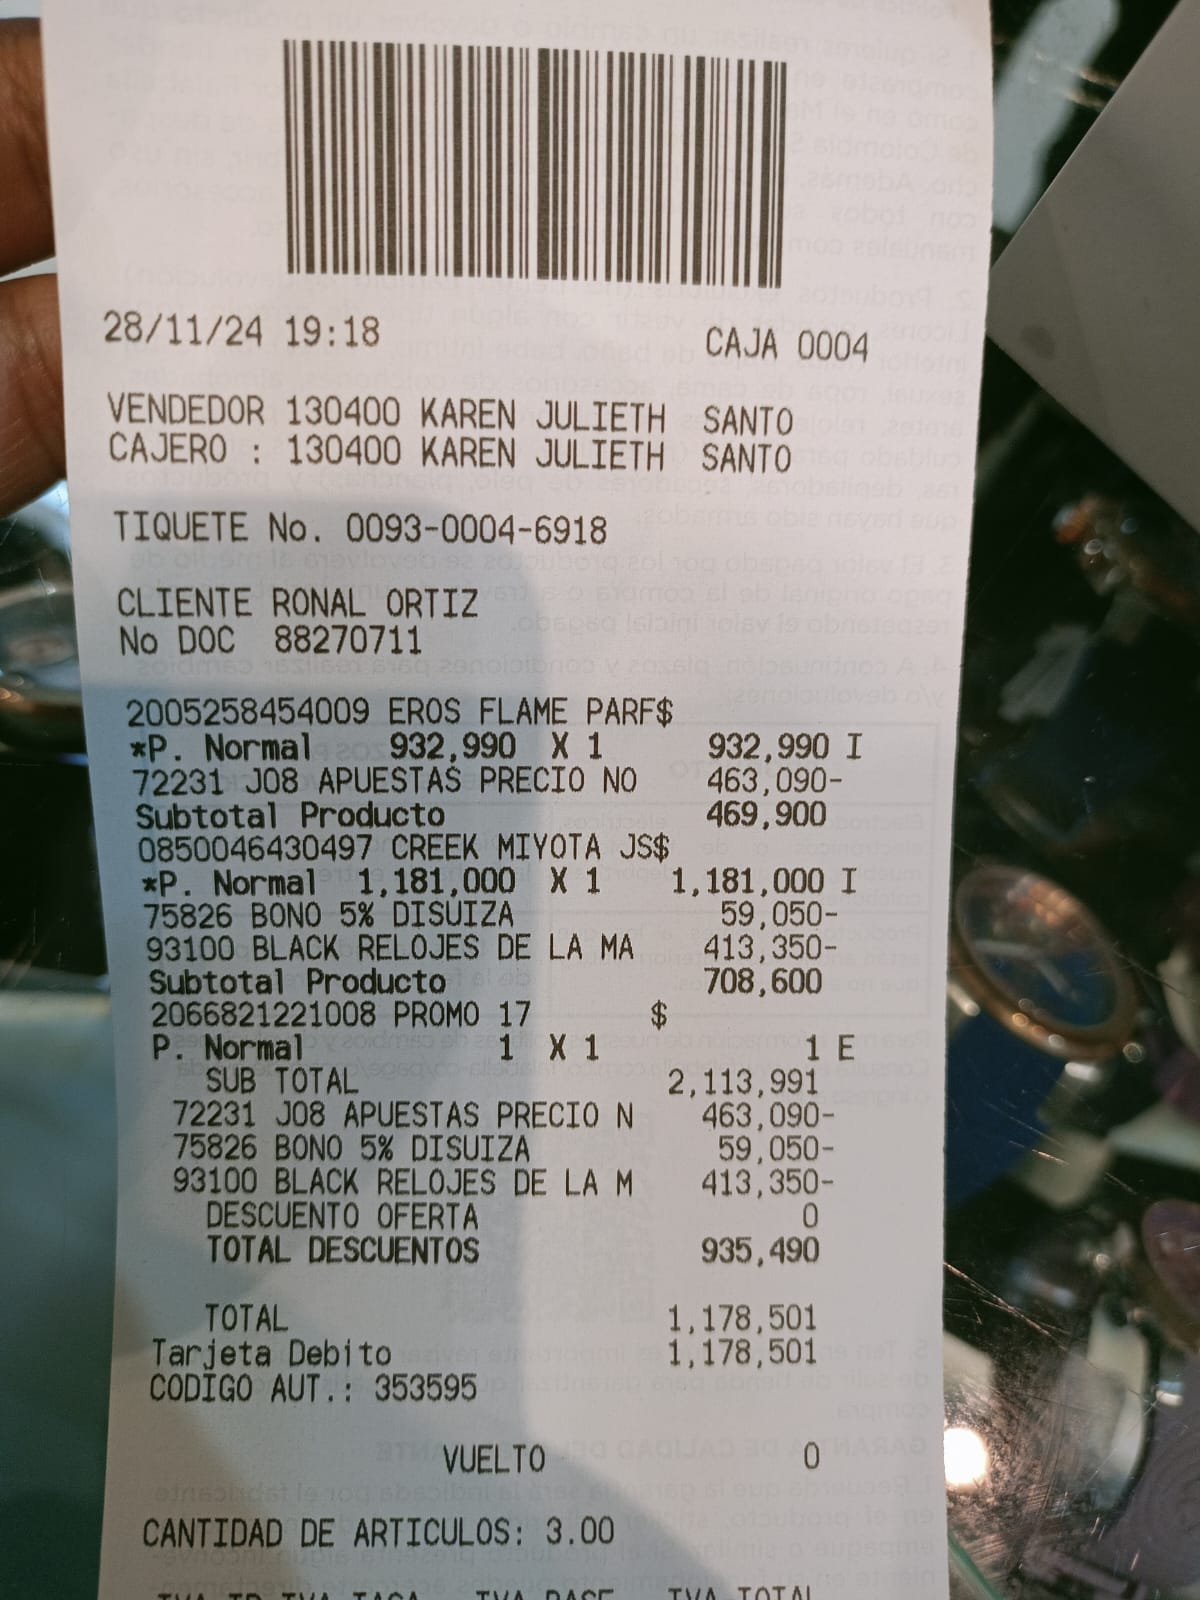 28/11/24 19:18 CAJA 0004
VENDEDOR 130400 KAREN JULIETH SANTO
CAJERO : 130400 KAREN JULIETH SANTO
TIQUETE No. 0093-0004-6918
CLIENTE RONAL ORTIZ
No DOC 88270711
2005258454009 EROS FLAME PARF$
*P. Normal 932,990 X 1 932,990 I
72231 J08 APUESTAS PRECIO NO 463,090-
Subtotal Producto 469,900
0850046430497 CREEK MIYOTA JS$
*P. Normal 1,181,000 X 1 1,181,000 I
75826 BONO 5% DISUIZA 59,050-
93100 BLACK RELOJES DE LA MA 413,350-
Subtotal Producto 708,600
2066821221008 PROMO 17 $
P. Normal 1 X 1 1 E
SUB TOTAL 2,113,991
72231 J08 APUESTAS PRECIO N 463,090-
75826 BONO 5% DISUIZA 59,050-
93100 BLACK RELOJES DE LA M 413,350-
DESCUENTO OFERTA 0
TOTAL DESCUENTOS 935,490
TOTAL 1,178,501
Tarjeta Debito 1,178,501
CODIGO AUT.: 353595
VUELTO 0
CANTIDAD DE ARTICULOS: 3.00